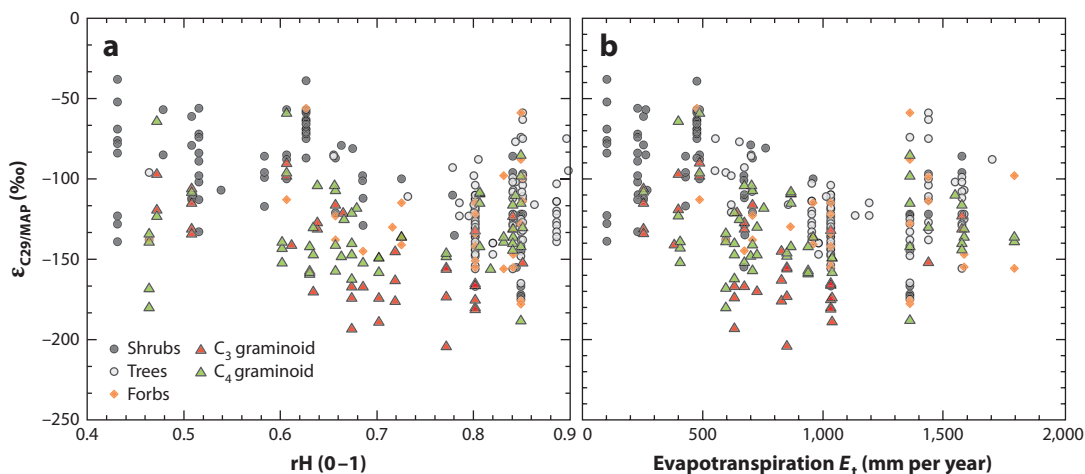 a
b
ε C29/MAP (‰)
0
−50
−100
−150
−200
−250
Shrubs
Trees
Forbs
C3 graminoid
C4 graminoid
0.4 0.5 0.6 0.7 0.8 0.9
0 500 1,000 1,500 2,000
rH (0–1)
Evapotranspiration Et (mm per year)